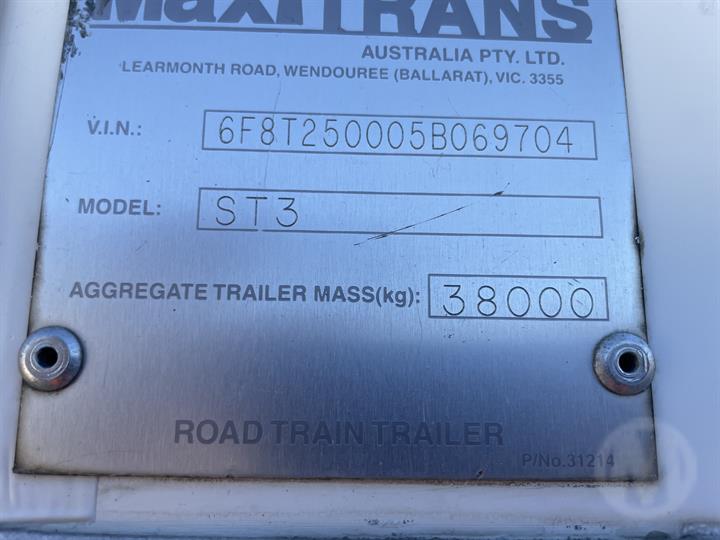 MaxiTRANS
AUSTRALIA PTY. LTD.
LEARMONTH ROAD, WENDOUREE (BALLARAT), VIC. 3355
V.I.N.: 6F8T250005B069704
MODEL: ST3
AGGREGATE TRAILER MASS(kg): 38000
ROAD TRAIN TRAILER
P/No.31214